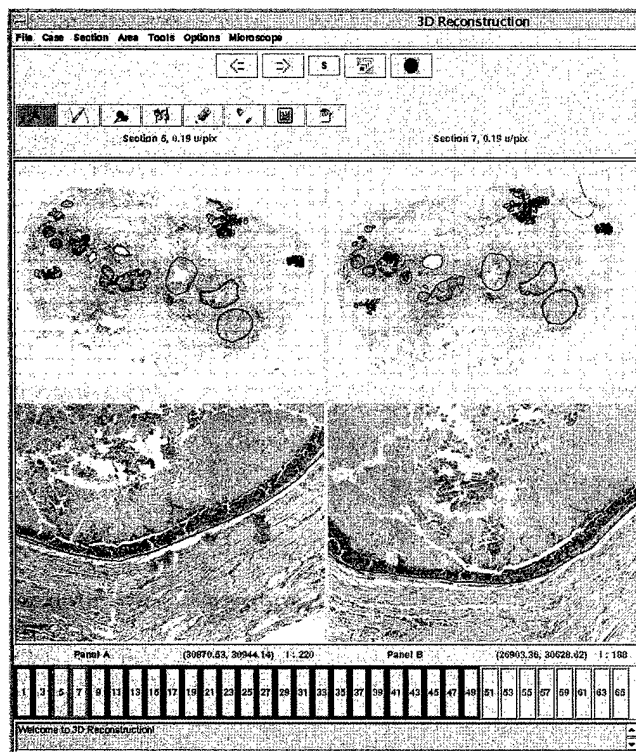 3D Reconstruction
File Case Section Area Tools Options Microscope
S
Section 5, 0.19 u/pix Section 7, 0.19 u/pix
Panel A (30870.53, 30944.14) I : 220 Panel B (26903.36, 30628.62) I : 188
1 3 5 7 9 11 13 15 17 19 21 23 25 27 29 31 33 35 37 39 41 43 45 47 49 51 53 55 57 59 61 63 65
Welcome to 3D Reconstruction!